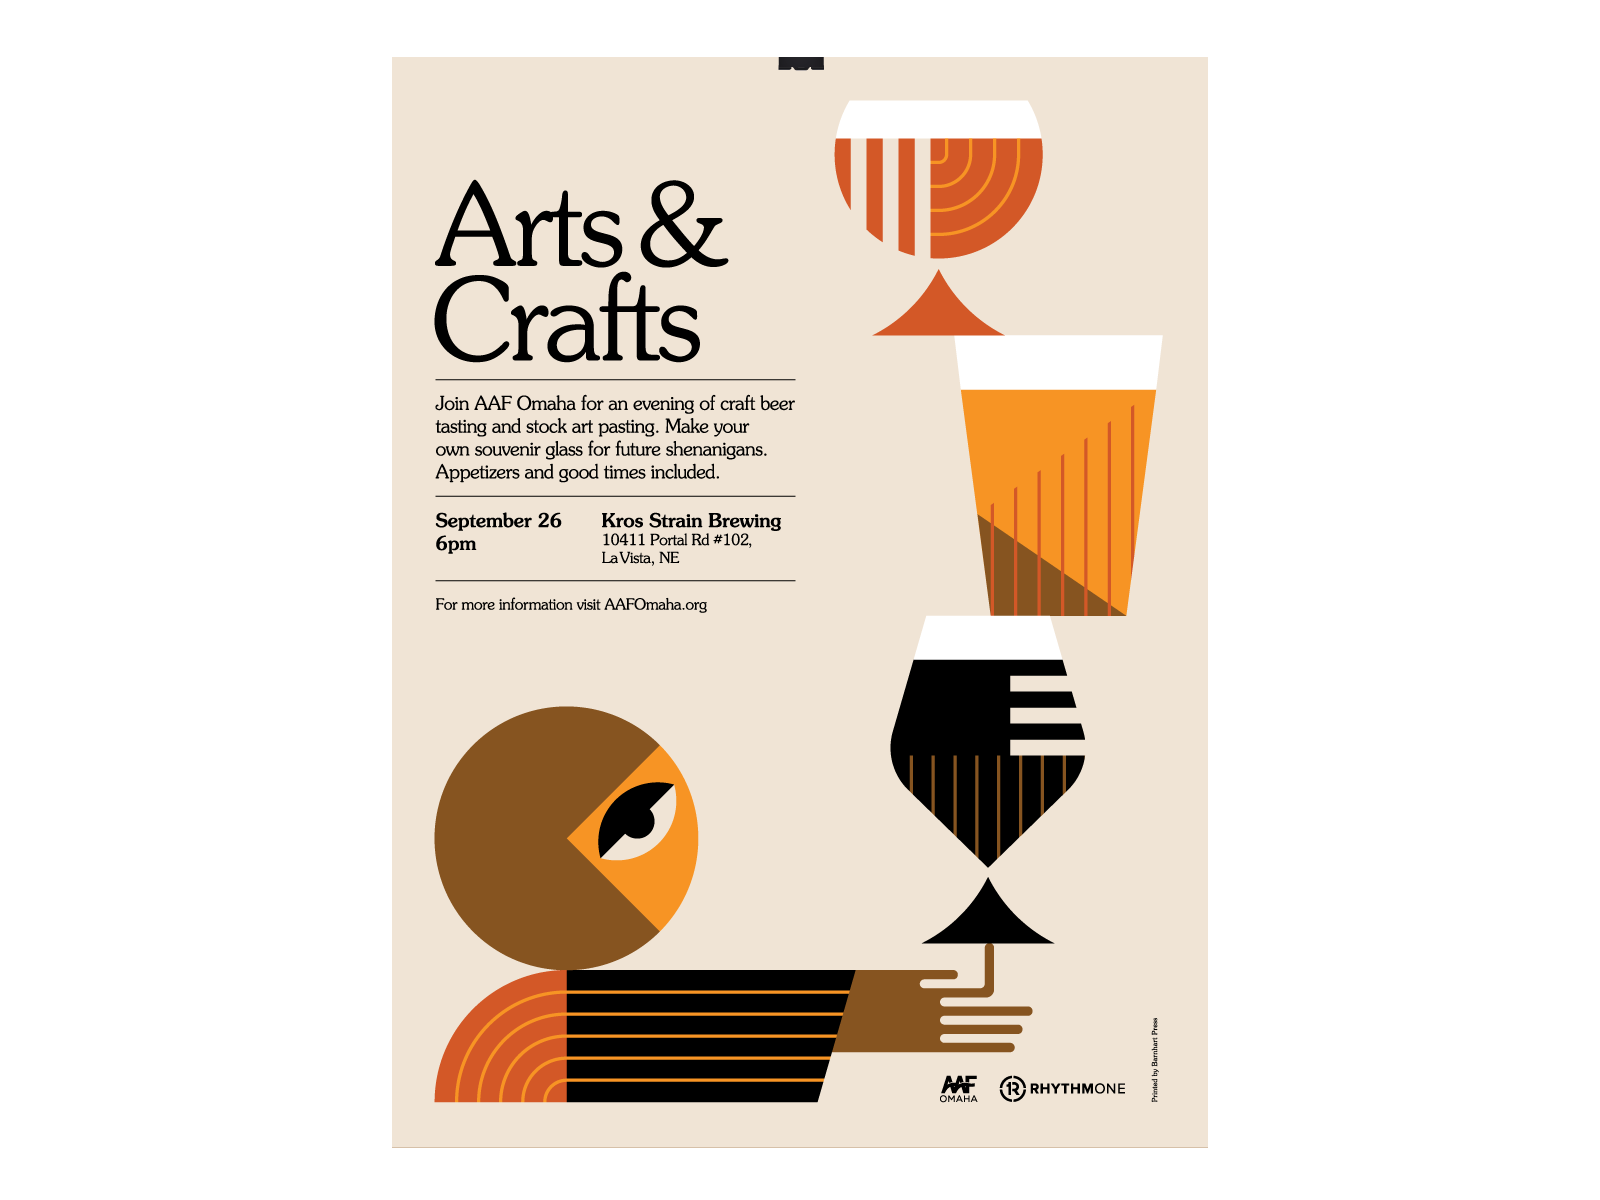 Arts &
Crafts
Join AAF Omaha for an evening of craft beer
tasting and stock art pasting. Make your
own souvenir glass for future shenanigans.
Appetizers and good times included.
September 26
6pm
Kros Strain Brewing
10411 Portal Rd #102,
La Vista, NE
For more information visit AAFOmaha.org
AAF
OMAHA
1R RHYTHMONE
Printed by Barnhart Press